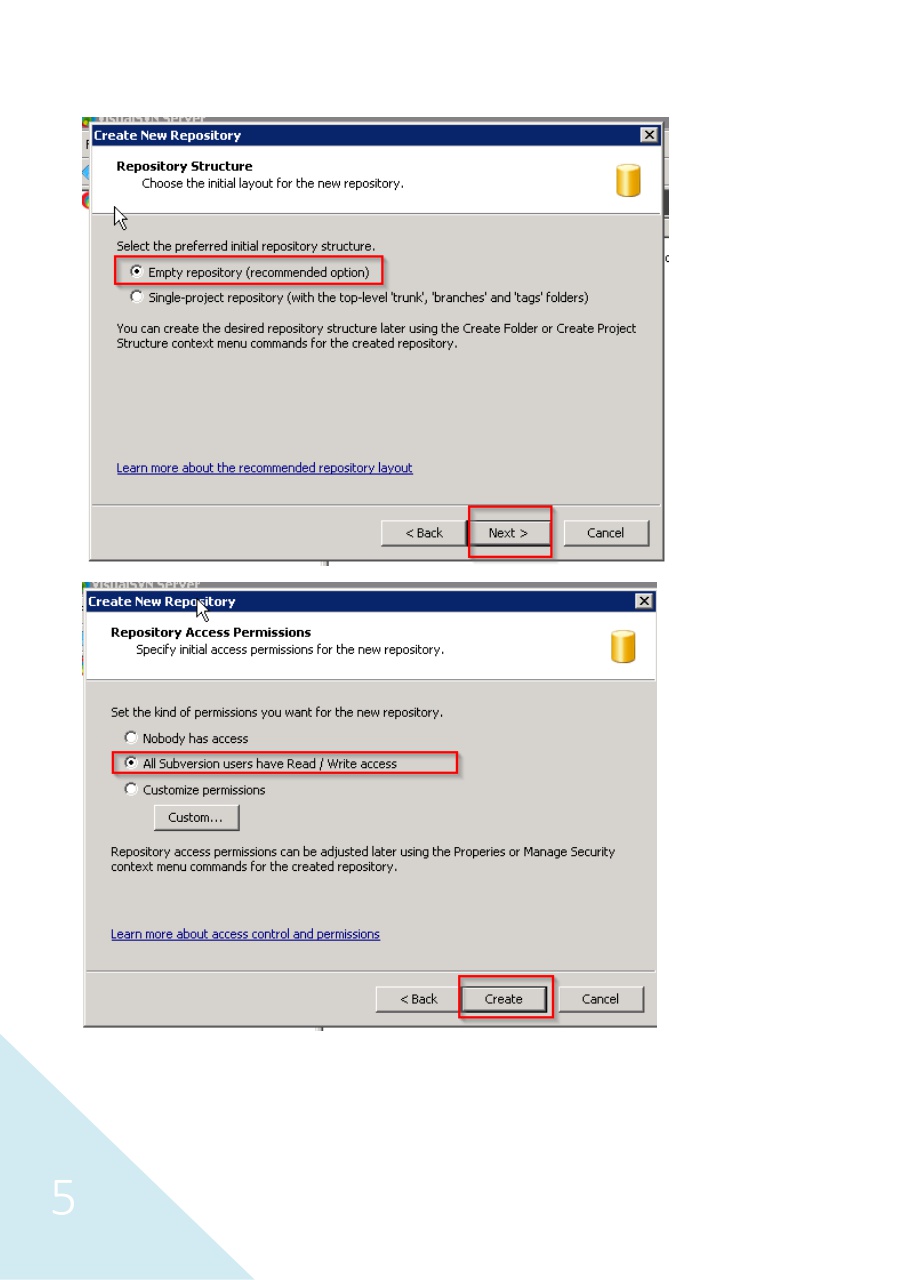 VisualSVN Server
Create New Repository
Repository Structure
Choose the initial layout for the new repository.
Select the preferred initial repository structure.
Empty repository (recommended option)
Single-project repository (with the top-level 'trunk', 'branches' and 'tags' folders)
You can create the desired repository structure later using the Create Folder or Create Project
Structure context menu commands for the created repository.
Learn more about the recommended repository layout
< Back Next > Cancel
VisualSVN Server
Create New Repository
Repository Access Permissions
Specify initial access permissions for the new repository.
Set the kind of permissions you want for the new repository.
Nobody has access
All Subversion users have Read / Write access
Customize permissions
Custom...
Repository access permissions can be adjusted later using the Properies or Manage Security
context menu commands for the created repository.
Learn more about access control and permissions
< Back Create Cancel
5